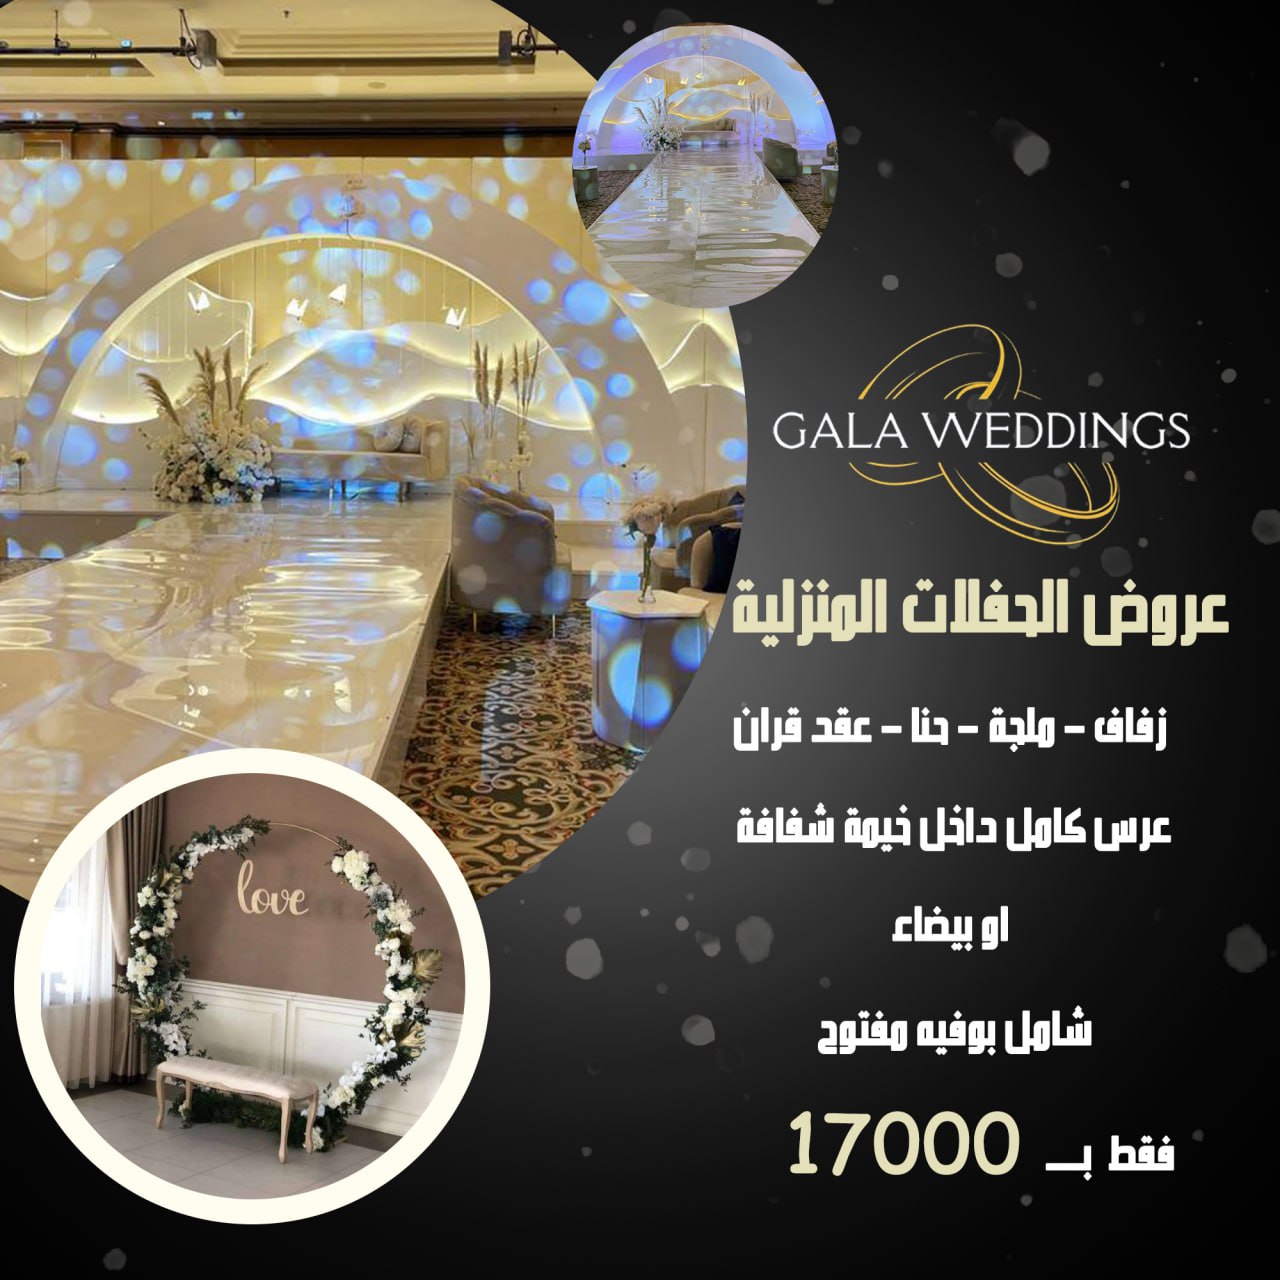 GALA WEDDINGS
عروض الحفلات المنزلية
زفاف - ملجة - حنا - عقد قران
عرس كامل داخل خيمة شفافة
او بيضاء
شامل بوفيه مفتوح
فقط بـ 17000
love